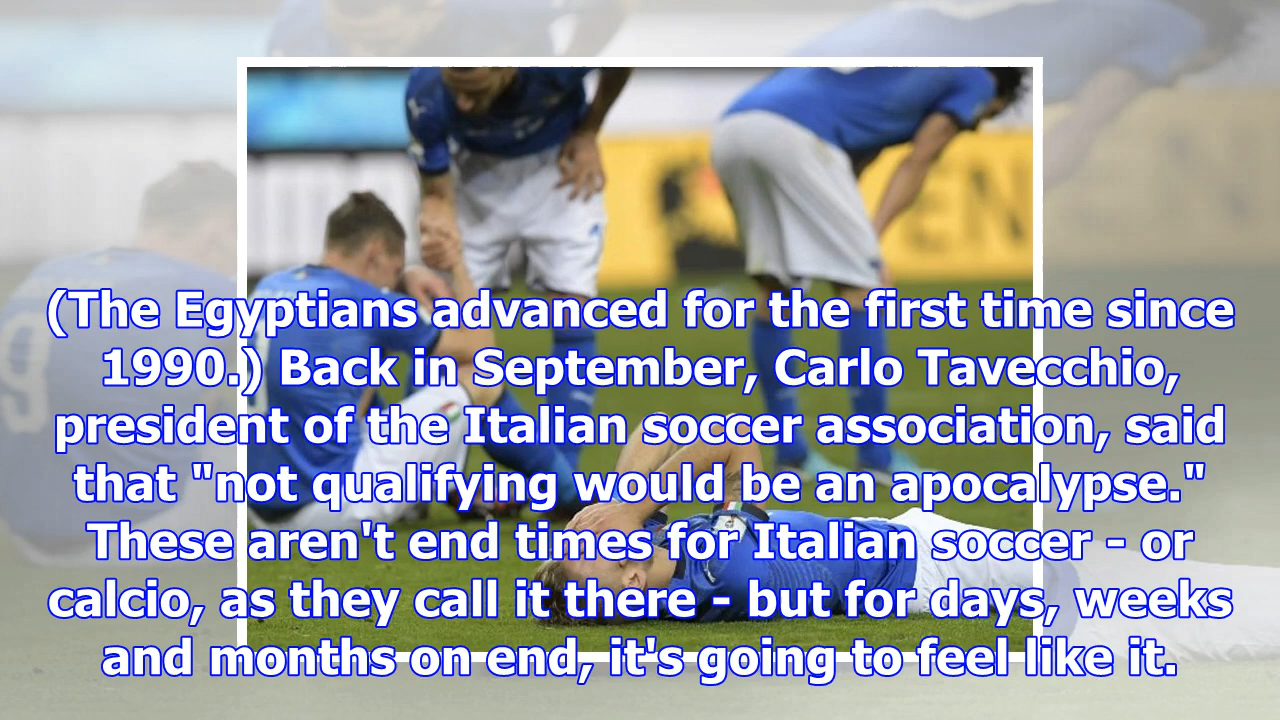 (The Egyptians advanced for the first time since
1990.) Back in September, Carlo Tavecchio,
president of the Italian soccer association, said
that "not qualifying would be an apocalypse."
These aren't end times for Italian soccer - or
calcio, as they call it there - but for days, weeks
and months on end, it's going to feel like it.